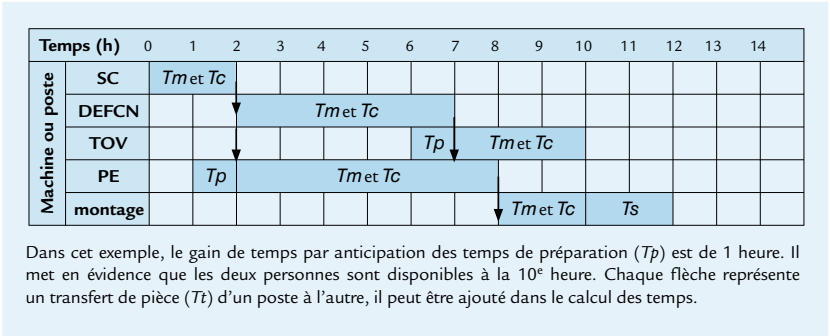 Temps (h) 0 1 2 3 4 5 6 7 8 9 10 11 12 13 14
Machine ou poste
SC Tm et Tc
DEFCN Tm et Tc
TOV Tp Tm et Tc
PE Tp Tm et Tc
montage Tm et Tc Ts
Dans cet exemple, le gain de temps par anticipation des temps de préparation (Tp) est de 1 heure. Il
met en évidence que les deux personnes sont disponibles à la 10e heure. Chaque flèche représente
un transfert de pièce (Tt) d'un poste à l'autre, il peut être ajouté dans le calcul des temps.